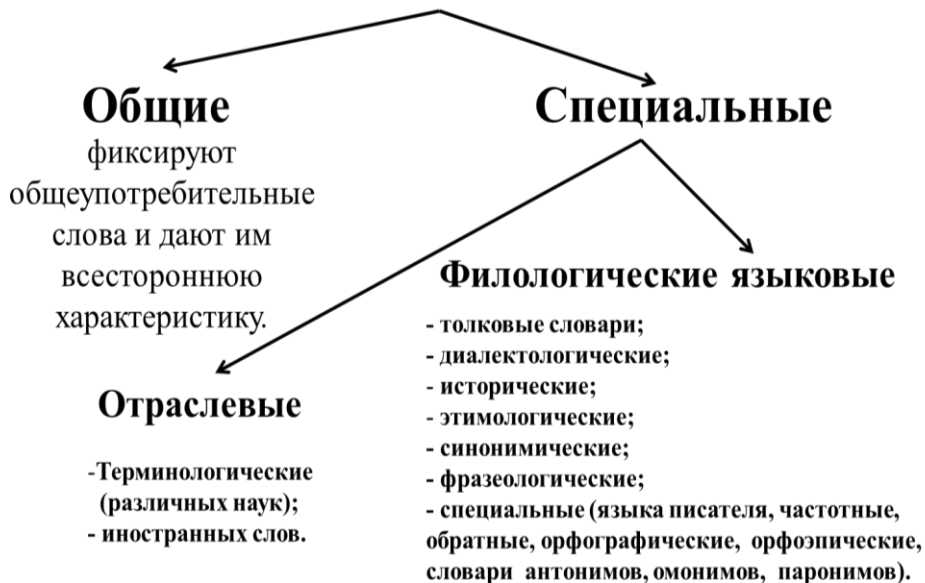 Общие
фиксируют
общеупотребительные
слова и дают им
всестороннюю
характеристику.
Специальные
Отраслевые
-Терминологические
(различных наук);
- иностранных слов.
Филологические языковые
- толковые словари;
- диалектологические;
- исторические;
- этимологические;
- синонимические;
- фразеологические;
- специальные (языка писателя, частотные,
обратные, орфографические, орфоэпические,
словари антонимов, омонимов, паронимов).